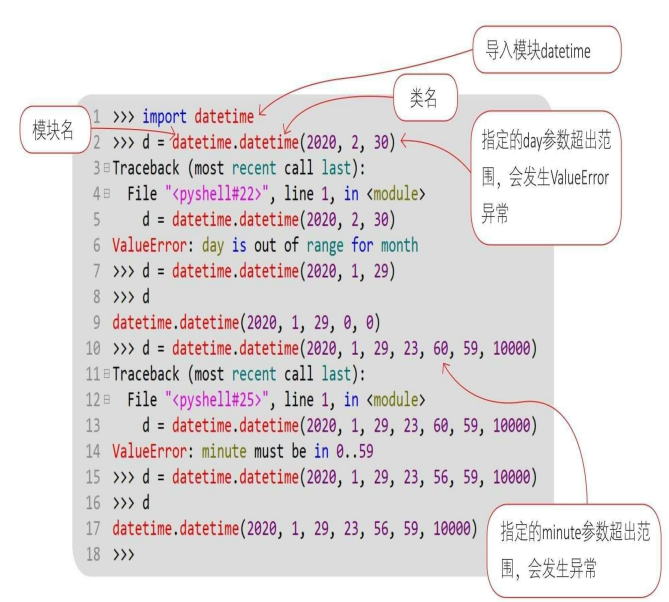 导入模块datetime
类名
模块名
指定的day参数超出范
围，会发生ValueError
异常
1 >>> import datetime
2 >>> d = datetime.datetime(2020, 2, 30)
3 Traceback (most recent call last):
4   File "<pyshell#22>", line 1, in <module>
5     d = datetime.datetime(2020, 2, 30)
6 ValueError: day is out of range for month
7 >>> d = datetime.datetime(2020, 1, 29)
8 >>> d
9 datetime.datetime(2020, 1, 29, 0, 0)
10 >>> d = datetime.datetime(2020, 1, 29, 23, 60, 59, 10000)
11 Traceback (most recent call last):
12   File "<pyshell#25>", line 1, in <module>
13     d = datetime.datetime(2020, 1, 29, 23, 60, 59, 10000)
14 ValueError: minute must be in 0..59
15 >>> d = datetime.datetime(2020, 1, 29, 23, 56, 59, 10000)
16 >>> d
17 datetime.datetime(2020, 1, 29, 23, 56, 59, 10000)
18 >>>
指定的minute参数超出范
围，会发生异常